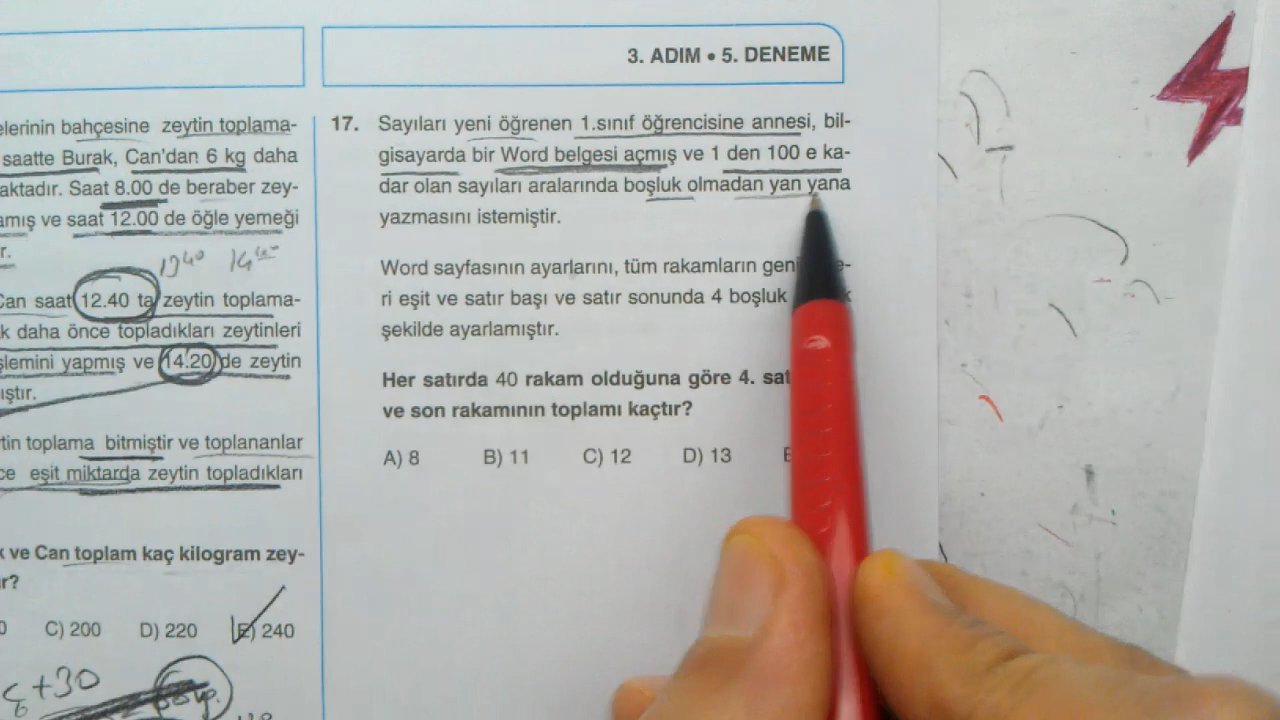 3. ADIM • 5. DENEME
elerinin bahçesine zeytin toplama-
saatte Burak, Can'dan 6 kg daha
aktadır. Saat 8.00 de beraber zey-
amış ve saat 12.00 de öğle yemeği
r.
Can saat 12.40 ta zeytin toplama-
k daha önce topladıkları zeytinleri
şlemini yapmış ve 14.20 de zeytin
ıştır.
tin toplama bitmiştir ve toplananlar
ce eşit miktarda zeytin topladıkları
k ve Can toplam kaç kilogram zey-
ır?
0 C) 200 D) 220 E) 240
+30
17. Sayıları yeni öğrenen 1.sınıf öğrencisine annesi, bil-
gisayarda bir Word belgesi açmış ve 1 den 100 e ka-
dar olan sayıları aralarında boşluk olmadan yan yana
yazmasını istemiştir.
Word sayfasının ayarlarını, tüm rakamların
ri eşit ve satır başı ve satır sonunda 4 boşluk
şekilde ayarlamıştır.
Her satırda 40 rakam olduğuna göre 4.
ve son rakamının toplamı kaçtır?
A) 8 B) 11 C) 12 D) 13